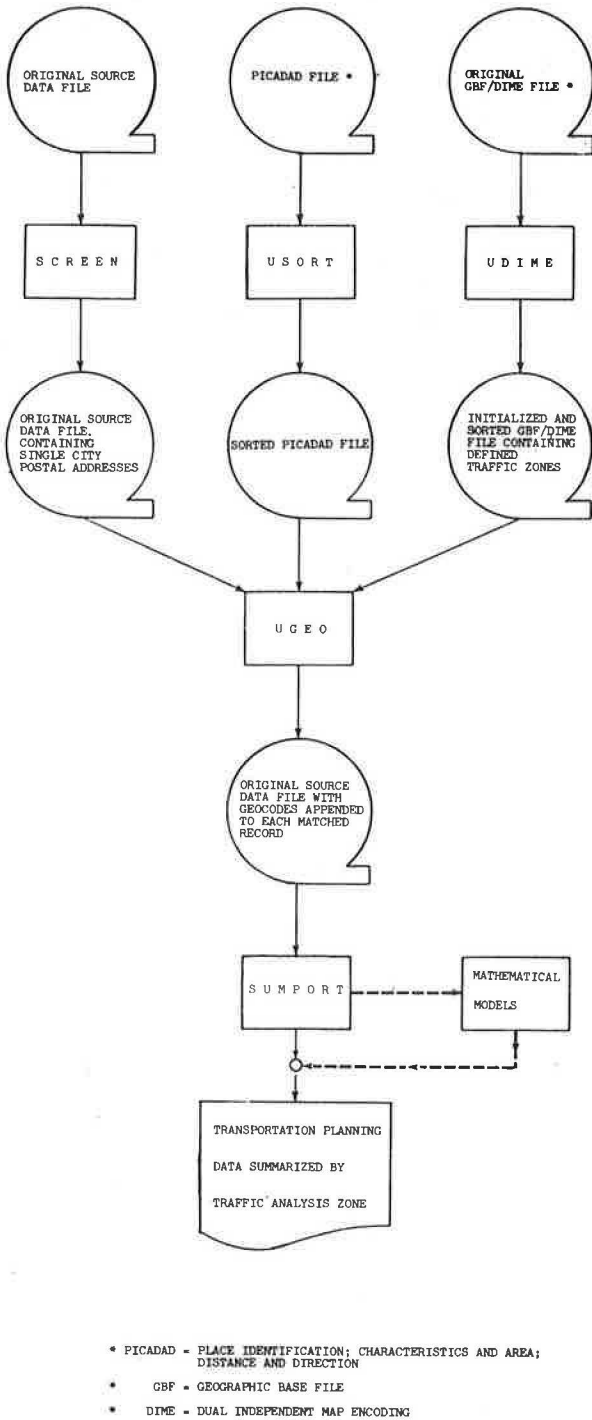 ORIGINAL SOURCE
DATA FILE
PICADAD FILE *
ORIGINAL
GBF/DIME FILE *
S C R E E N
U S O R T
U D I M E
ORIGINAL SOURCE
DATA FILE,
CONTAINING
SINGLE CITY
POSTAL ADDRESSES
SORTED PICADAD FILE
INITIALIZED AND
SORTED GBF/DIME
FILE CONTAINING
DEFINED
TRAFFIC ZONES
U G E O
ORIGINAL SOURCE
DATA FILE WITH
GEOCODES APPENDED
TO EACH MATCHED
RECORD
S U M P O R T
MATHEMATICAL
MODELS
TRANSPORTATION PLANNING
DATA SUMMARIZED BY
TRAFFIC ANALYSIS ZONE
* PICADAD = PLACE IDENTIFICATION; CHARACTERISTICS AND AREA;
DISTANCE AND DIRECTION
* GBF = GEOGRAPHIC BASE FILE
* DIME = DUAL INDEPENDENT MAP ENCODING